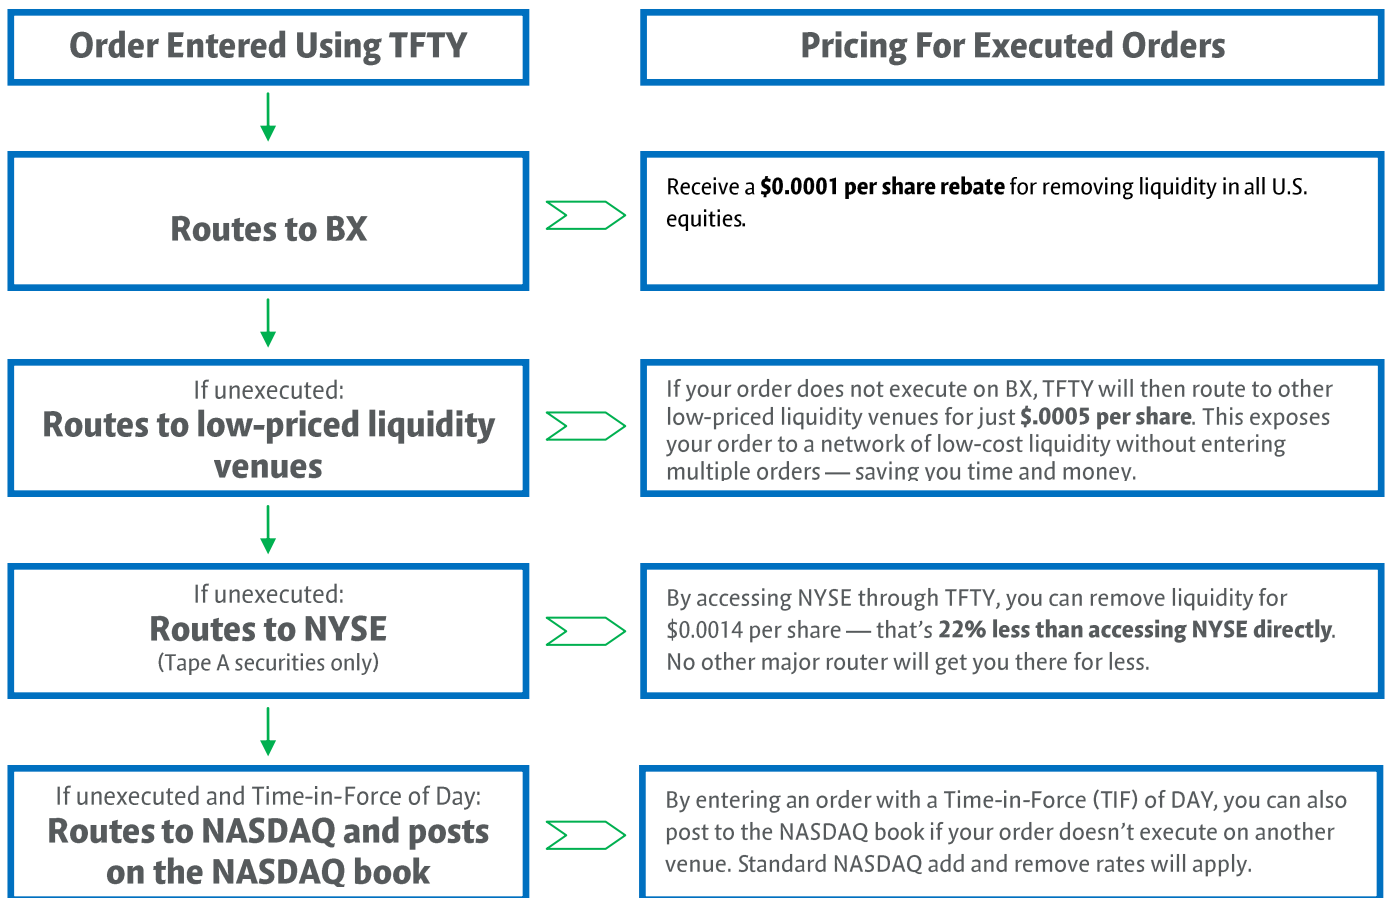 Order Entered Using TFTY
Pricing For Executed Orders
Routes to BX
Receive a $0.0001 per share rebate for removing liquidity in all U.S.
equities.
If unexecuted:
Routes to low-priced liquidity
venues
If your order does not execute on BX, TFTY will then route to other
low-priced liquidity venues for just $.0005 per share. This exposes
your order to a network of low-cost liquidity without entering
multiple orders — saving you time and money.
If unexecuted:
Routes to NYSE
(Tape A securities only)
By accessing NYSE through TFTY, you can remove liquidity for
$0.0014 per share — that’s 22% less than accessing NYSE directly.
No other major router will get you there for less.
If unexecuted and Time-in-Force of Day:
Routes to NASDAQ and posts
on the NASDAQ book
By entering an order with a Time-in-Force (TIF) of DAY, you can also
post to the NASDAQ book if your order doesn’t execute on another
venue. Standard NASDAQ add and remove rates will apply.